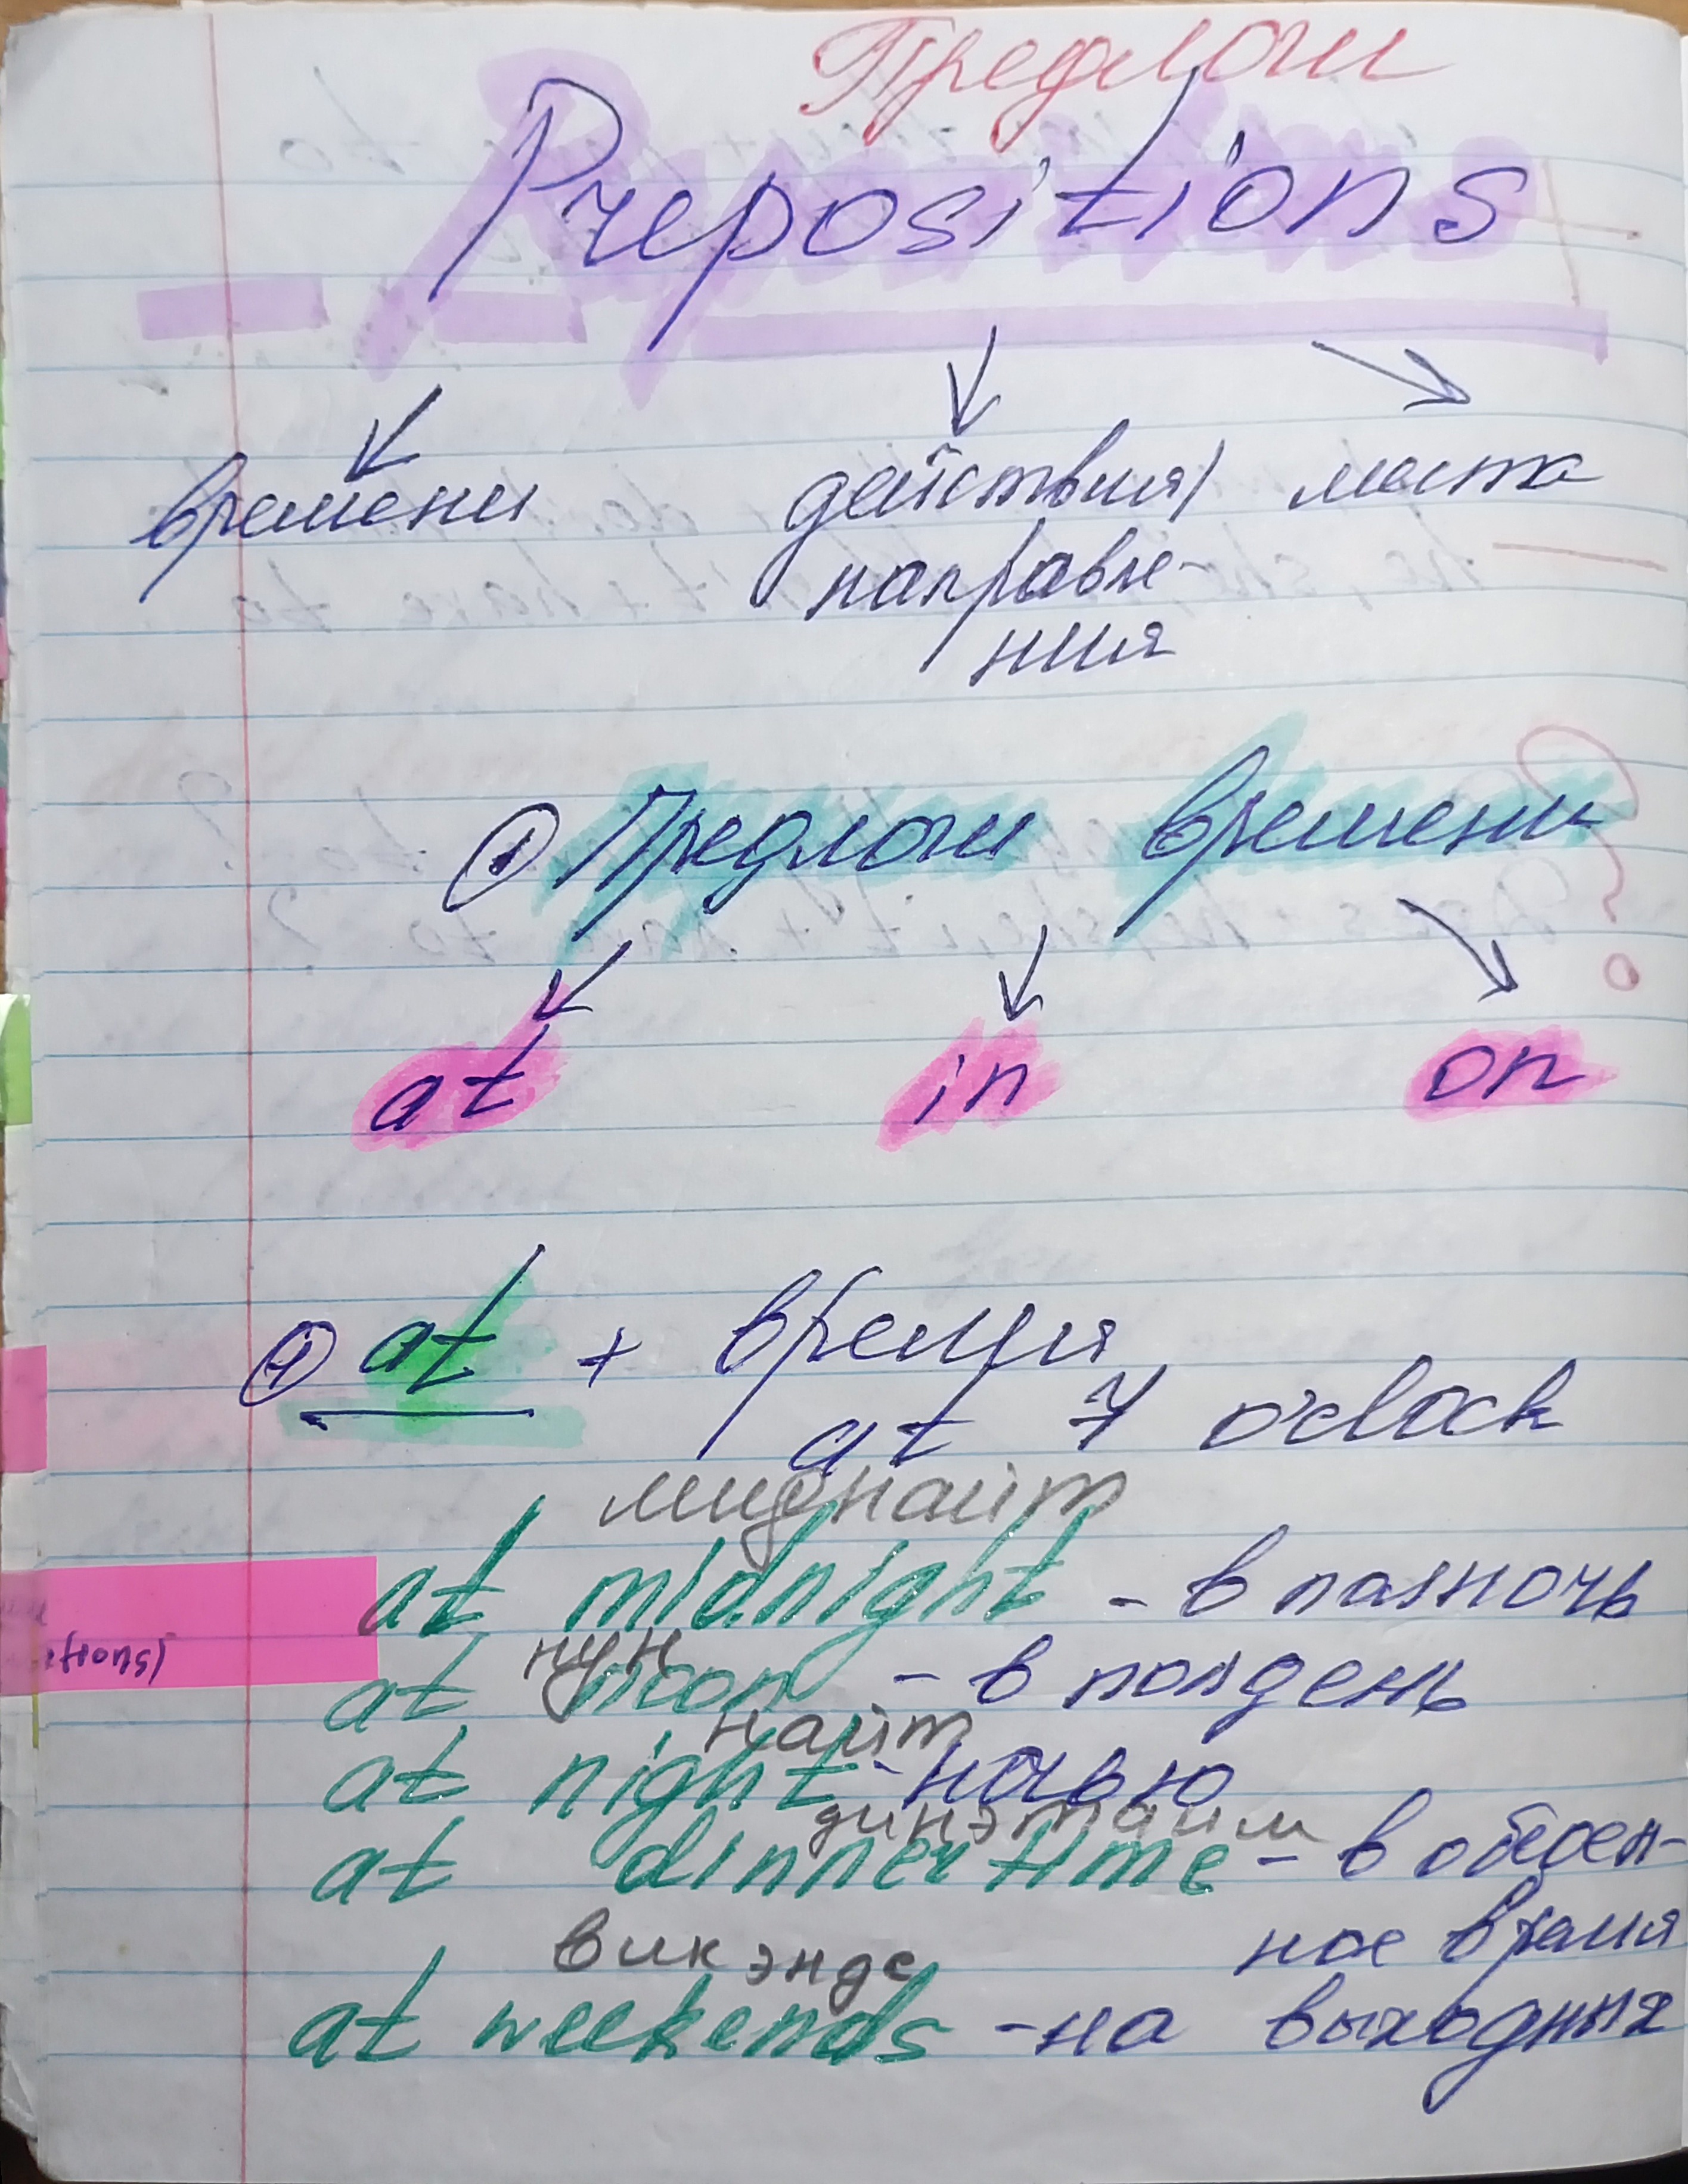 Предлоги
Prepositions
времени действия/ места
направле-
ния
① Предлоги времени
at in on
① at + время
at 7 o'clock
миднайт
at midnight - в полночь
нун
at noon - в полдень
найт
at night - ночью
динэтайм
at dinnertime - в обеден-
ное время
викэндс
at weekends - на выходных
itions)